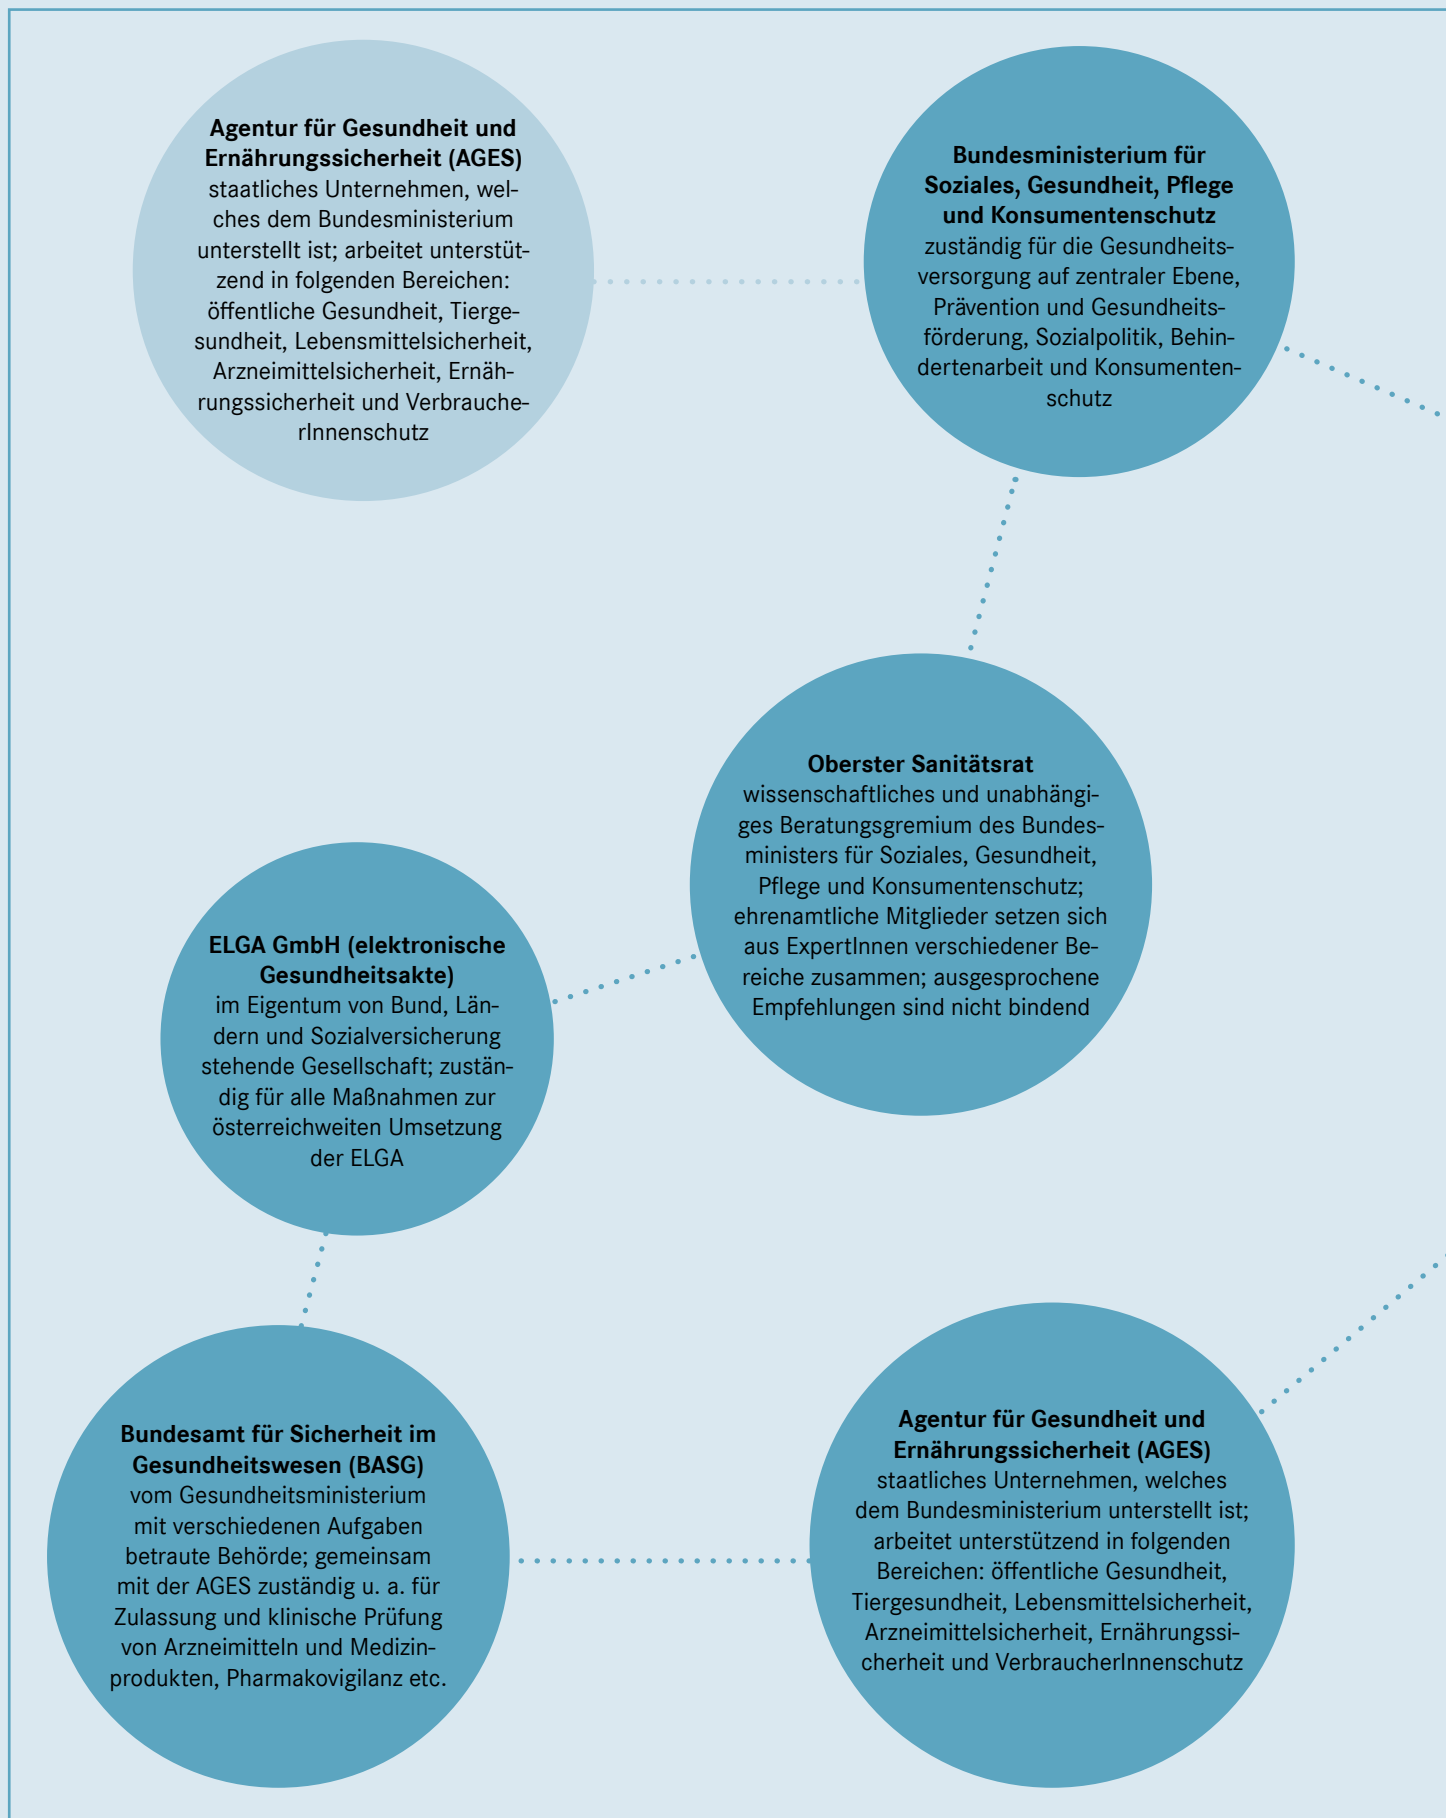 Agentur für Gesundheit und
Ernährungssicherheit (AGES)
staatliches Unternehmen, wel-
ches dem Bundesministerium
unterstellt ist; arbeitet unterstüt-
zend in folgenden Bereichen:
öffentliche Gesundheit, Tierge-
sundheit, Lebensmittelsicherheit,
Arzneimittelsicherheit, Ernäh-
rungssicherheit und Verbrauche-
rInnenschutz
Bundesministerium für
Soziales, Gesundheit, Pflege
und Konsumentenschutz
zuständig für die Gesundheits-
versorgung auf zentraler Ebene,
Prävention und Gesundheits-
förderung, Sozialpolitik, Behin-
dertenarbeit und Konsumenten-
schutz
Oberster Sanitätsrat
wissenschaftliches und unabhängi-
ges Beratungsgremium des Bundes-
ministers für Soziales, Gesundheit,
Pflege und Konsumentenschutz;
ehrenamtliche Mitglieder setzen sich
aus ExpertInnen verschiedener Be-
reiche zusammen; ausgesprochene
Empfehlungen sind nicht bindend
ELGA GmbH (elektronische
Gesundheitsakte)
im Eigentum von Bund, Län-
dern und Sozialversicherung
stehende Gesellschaft; zustän-
dig für alle Maßnahmen zur
österreichweiten Umsetzung
der ELGA
Bundesamt für Sicherheit im
Gesundheitswesen (BASG)
vom Gesundheitsministerium
mit verschiedenen Aufgaben
betraute Behörde; gemeinsam
mit der AGES zuständig u. a. für
Zulassung und klinische Prüfung
von Arzneimitteln und Medizin-
produkten, Pharmakovigilanz etc.
Agentur für Gesundheit und
Ernährungssicherheit (AGES)
staatliches Unternehmen, welches
dem Bundesministerium unterstellt ist;
arbeitet unterstützend in folgenden
Bereichen: öffentliche Gesundheit,
Tiergesundheit, Lebensmittelsicherheit,
Arzneimittelsicherheit, Ernährungssi-
cherheit und VerbraucherInnenschutz